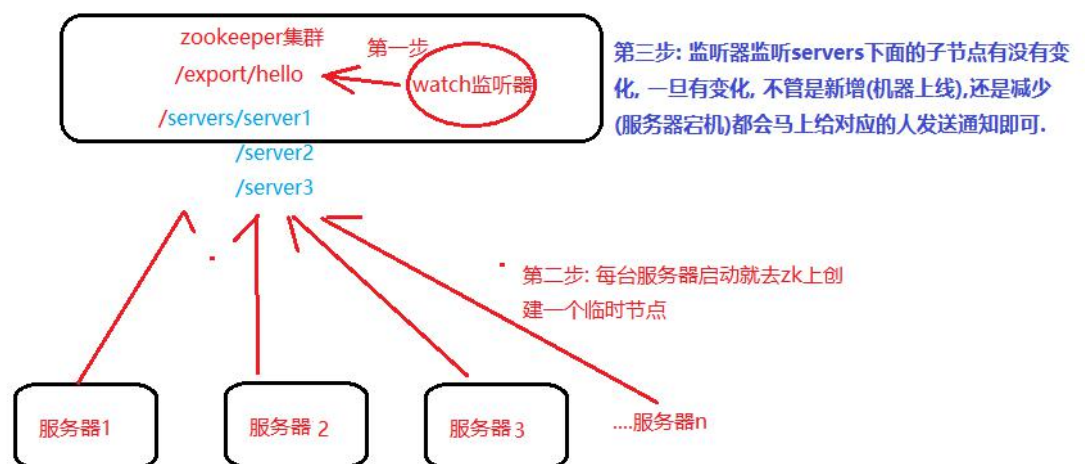 zookeeper集群
第一步
/export/hello
watch监听器
/servers/server1
/server2
/server3
第三步: 监听器监听servers下面的子节点有没有变
化, 一旦有变化, 不管是新增(机器上线),还是减少
(服务器宕机)都会马上给对应的人发送通知即可.
第二步: 每台服务器启动就去zk上创
建一个临时节点
服务器1
服务器 2
服务器 3
....服务器n